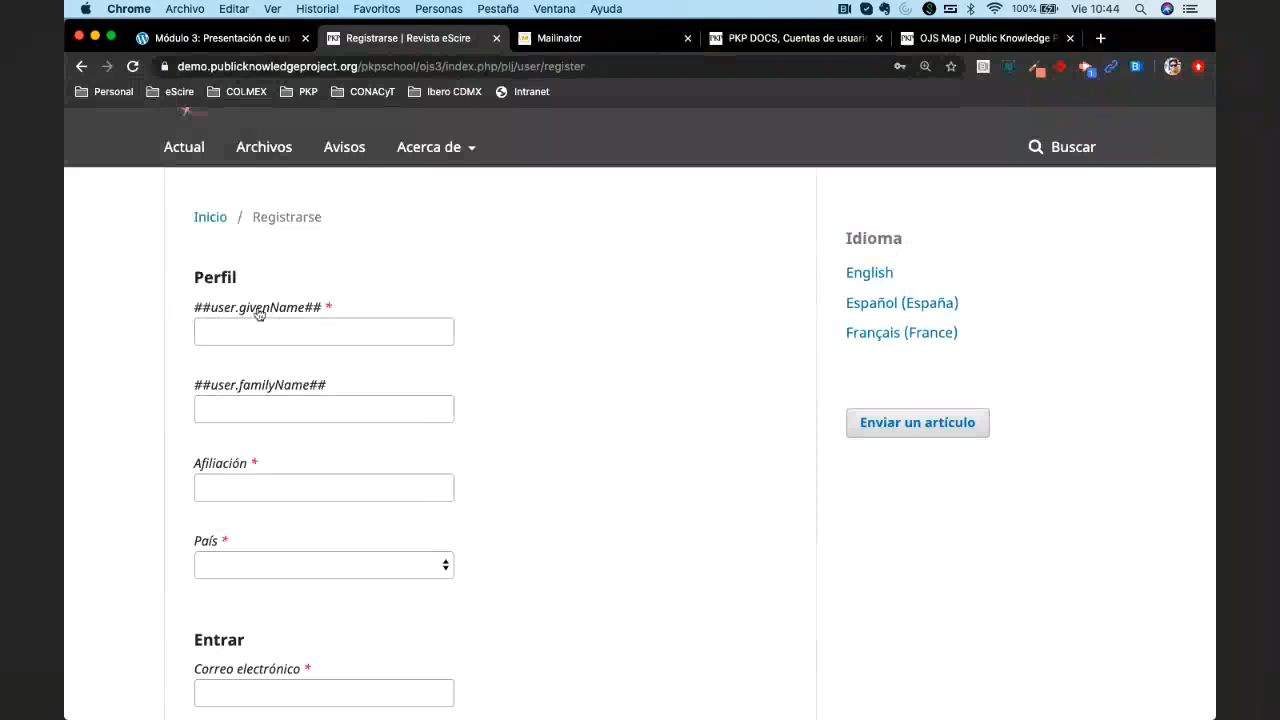 Chrome Archivo Editar Ver Historial Favoritos Personas Pestaña Ventana Ayuda 100% Vie 10:44
Módulo 3: Presentación de un Registrarse | Revista eScire Mailinator PKP DOCS, Cuentas de usuari OJS Map | Public Knowledge P
demo.publicknowledgeproject.org/pkpschool/ojs3/index.php/plj/user/register
Personal eScire COLMEX PKP CONACyT Ibero CDMX Intranet
Actual Archivos Avisos Acerca de Buscar
Inicio / Registrarse
Perfil
##user.givenName## *
##user.familyName##
Afiliación *
País *
Entrar
Correo electrónico *
Idioma
English
Español (España)
Français (France)
Enviar un artículo